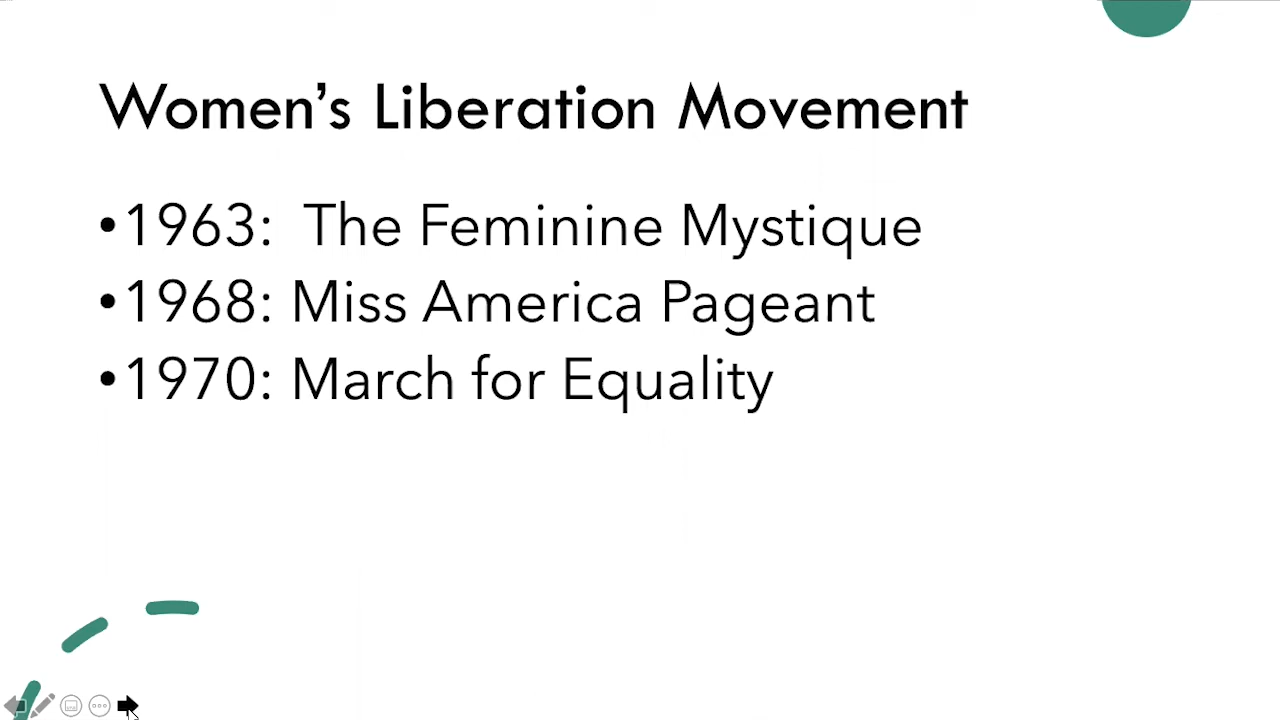 Women’s Liberation Movement
•1963:  The Feminine Mystique
•1968: Miss America Pageant
•1970: March for Equality